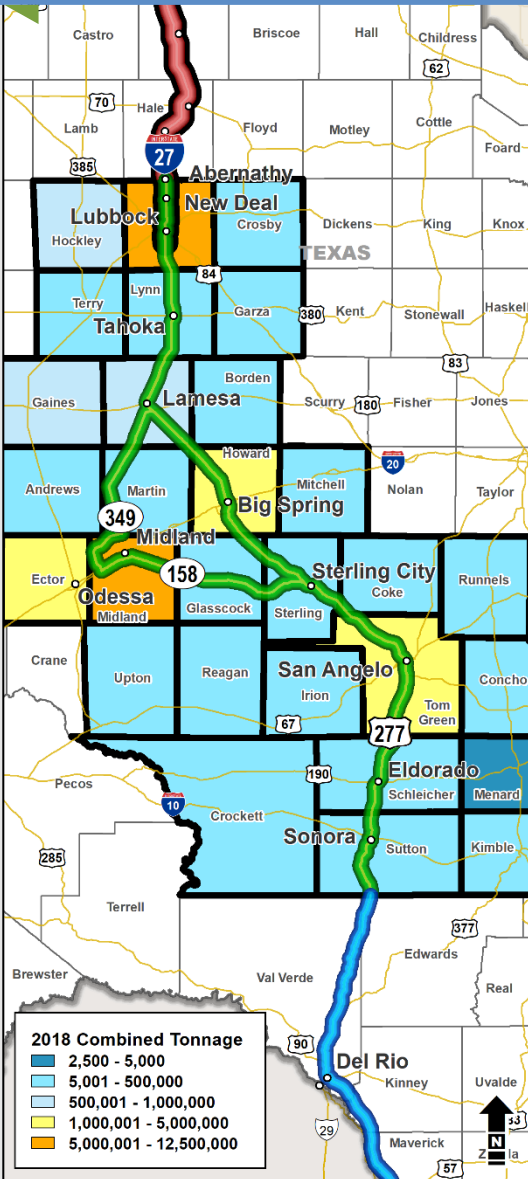 Castro
Briscoe
Hall
Childress
62
70
Hale
Lamb
Floyd
Motley
Cottle
Foard
INTERSTATE
27
385
Abernathy
New Deal
Lubbock
Hockley
Crosby
Dickens
King
Knox
TEXAS
84
Lynn
Terry
Garza
380
Kent
Stonewall
Haskell
Tahoka
83
Borden
Gaines
Lamesa
Scurry
180
Fisher
Jones
Howard
20
Andrews
Martin
Mitchell
Nolan
Taylor
Big Spring
349
Midland
158
Sterling City
Ector
Odessa
Midland
Glasscock
Sterling
Coke
Runnels
Crane
Upton
Reagan
San Angelo
Irion
Tom
Green
Concho
67
277
190
Eldorado
Pecos
10
Crockett
Schleicher
Menard
Sonora
Sutton
Kimble
285
Terrell
377
Edwards
Brewster
Val Verde
Real
90
Del Rio
Kinney
Uvalde
29
Maverick
57
N
2018 Combined Tonnage
2,500 - 5,000
5,001 - 500,000
500,001 - 1,000,000
1,000,001 - 5,000,000
5,000,001 - 12,500,000